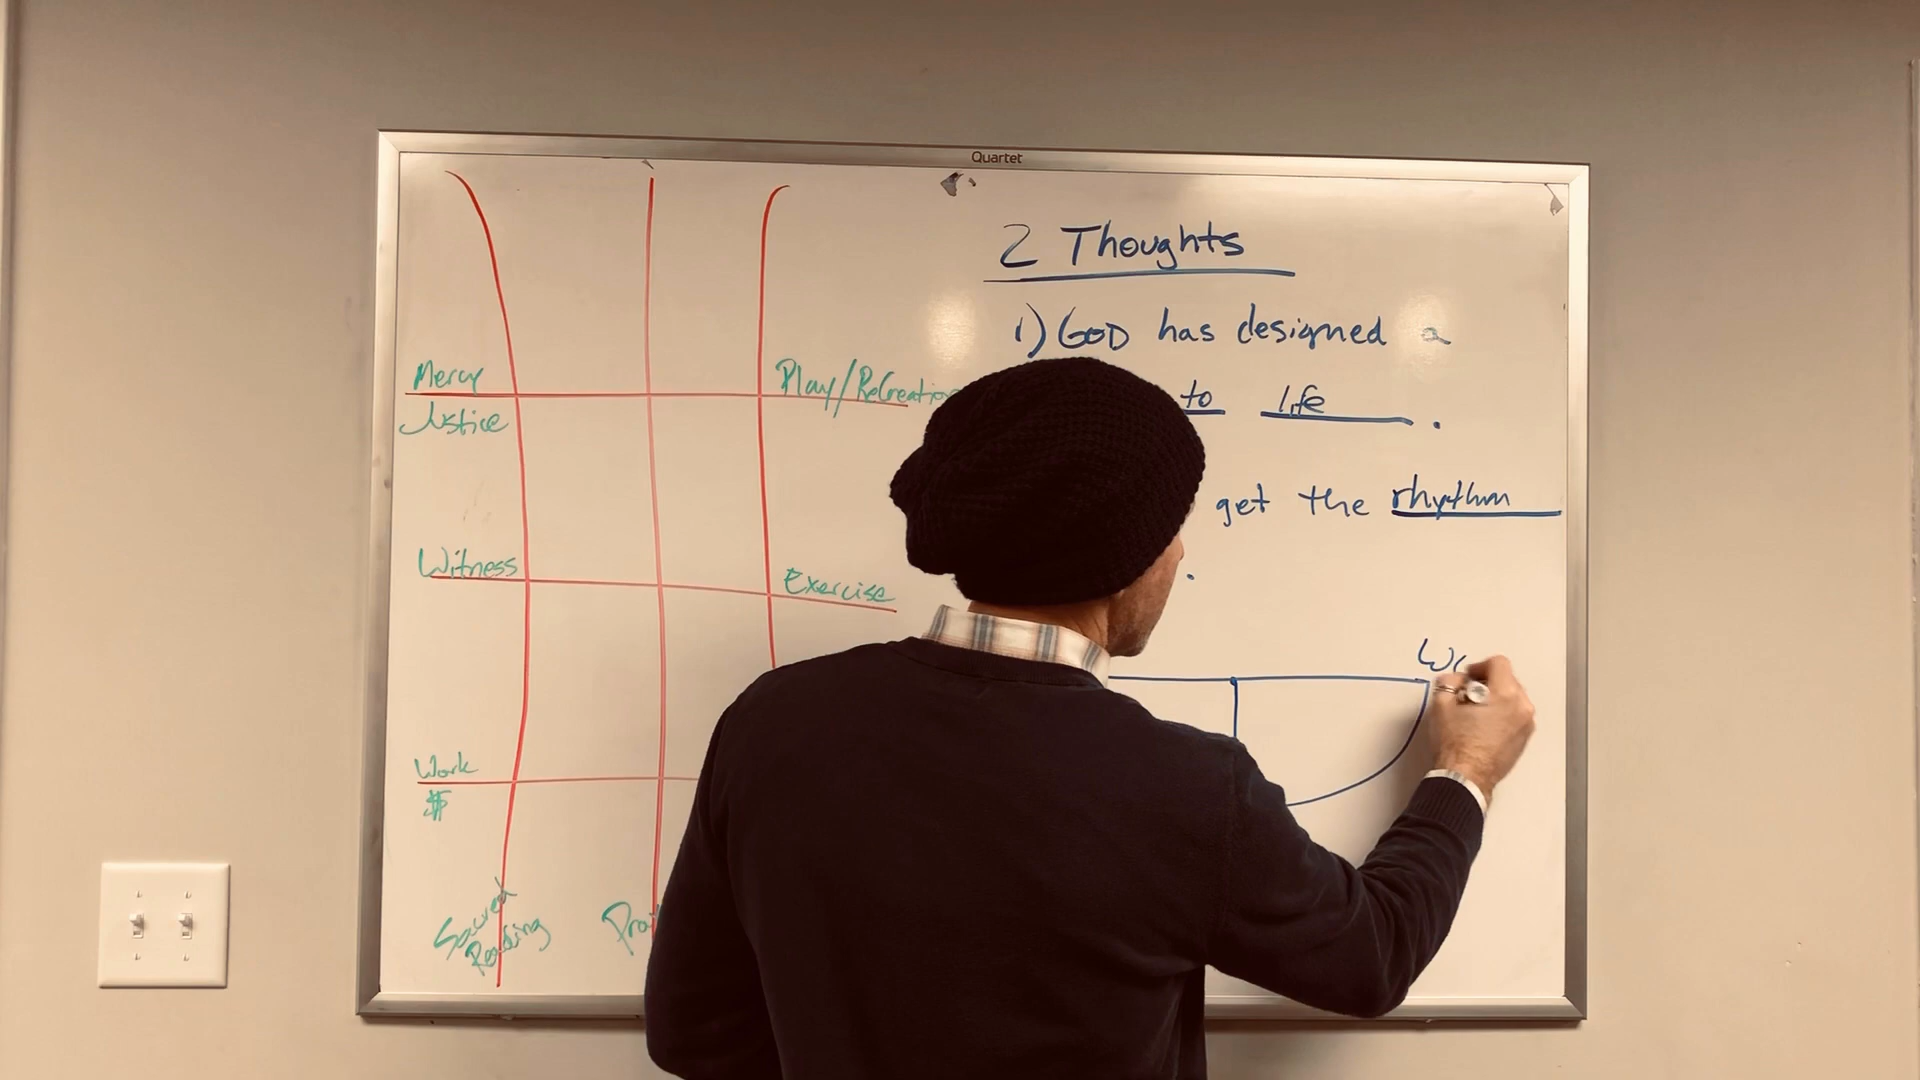 Quartet
2 Thoughts
1) GOD has designed a
to life.
get the rhythm
.
Mercy
Justice
Play/ReCreation
Witness
Exercise
Work
$
Sacred
Reading